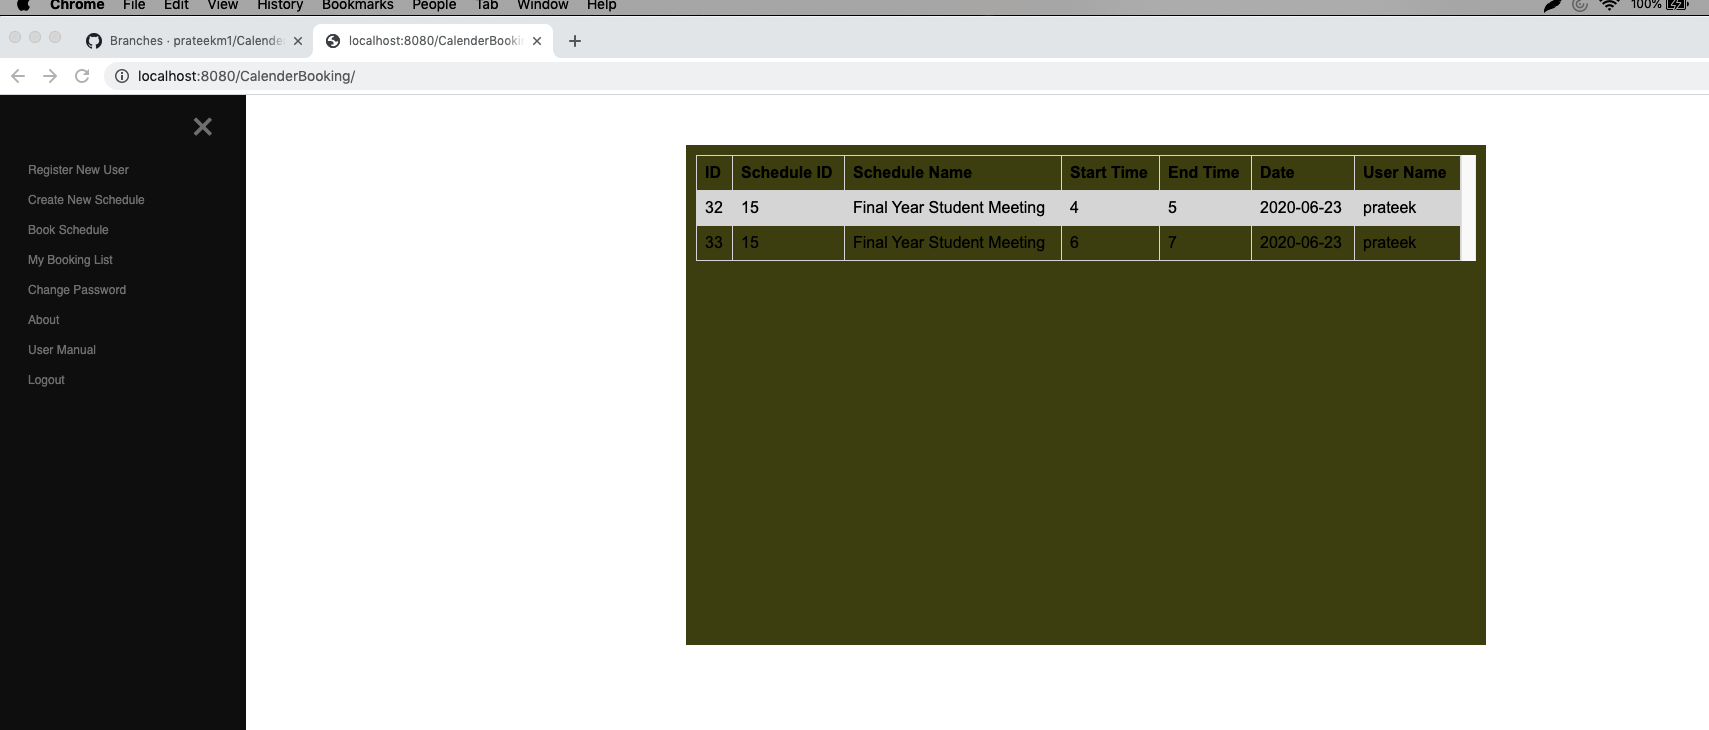 Chrome File Edit View History Bookmarks People Tab Window Help 100%
Branches · prateekm1/Calende localhost:8080/CalenderBooki
localhost:8080/CalenderBooking/
Register New User
Create New Schedule
Book Schedule
My Booking List
Change Password
About
User Manual
Logout
ID Schedule ID Schedule Name Start Time End Time Date User Name
32 15 Final Year Student Meeting 4 5 2020-06-23 prateek
33 15 Final Year Student Meeting 6 7 2020-06-23 prateek